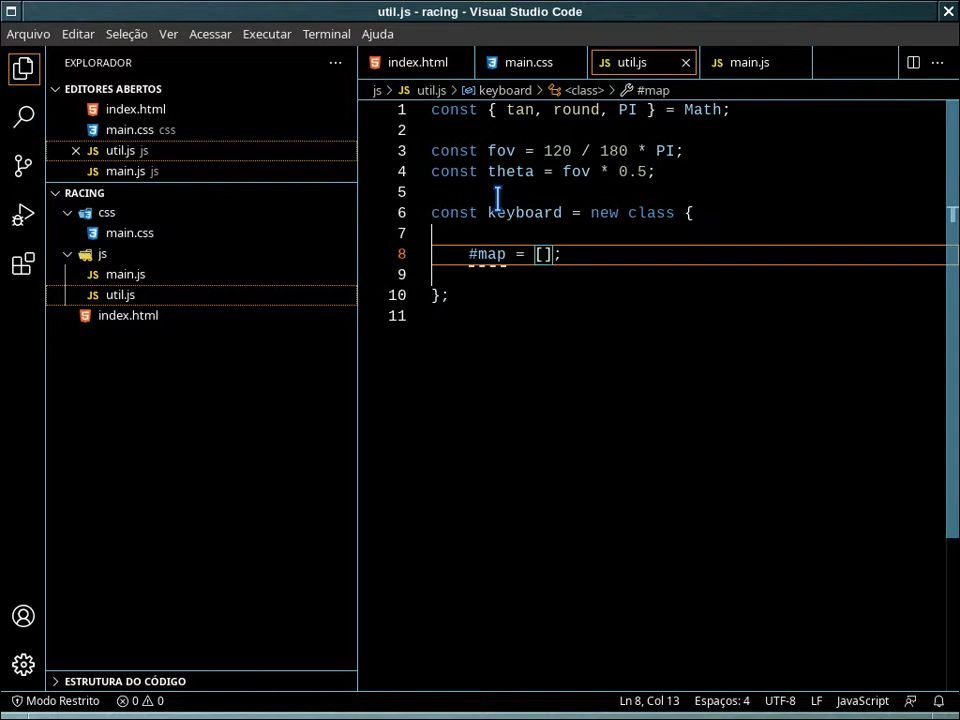 util.js - racing - Visual Studio Code
Arquivo Editar Seleção Ver Acessar Executar Terminal Ajuda
EXPLORADOR
EDITORES ABERTOS
index.html
main.css css
util.js js
main.js js
RACING
css
main.css
js
main.js
util.js
index.html
ESTRUTURA DO CÓDIGO
index.html main.css JS util.js JS main.js
js > JS util.js > keyboard > <class> > #map
1 const { tan, round, PI } = Math;
2
3 const fov = 120 / 180 * PI;
4 const theta = fov * 0.5;
5
6 const keyboard = new class {
7
8 #map = [];
9
10 };
11
Modo Restrito 0 0 Ln 8, Col 13 Espaços: 4 UTF-8 LF JavaScript